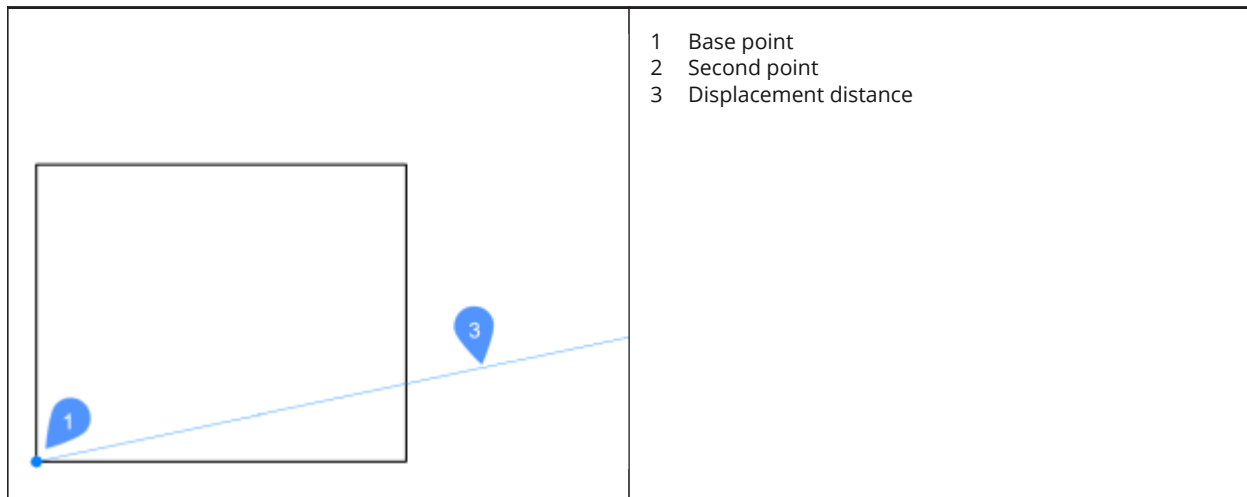 1 Base point
2 Second point
3 Displacement distance
3
1